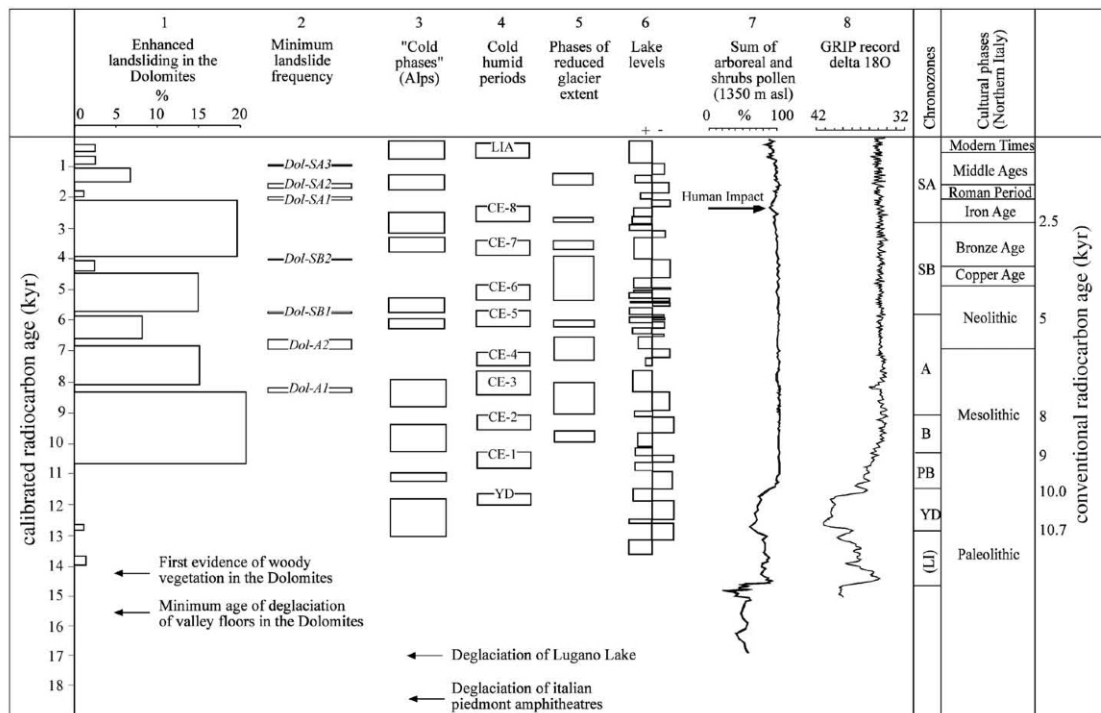 1 2 3 4 5 6 7 8
Enhanced
landsliding in the
Dolomites
%
0 5 10 15 20
Minimum
landslide
frequency
"Cold
phases"
(Alps)
Cold
humid
periods
Phases of
reduced
glacier
extent
Lake
levels
+ -
Sum of
arboreal and
shrubs pollen
(1350 m asl)
0 % 100
GRIP record
delta 18O
42 32
Chronozones
Cultural phases
(Northern Italy)
calibrated radiocarbon age (kyr)
1
2
3
4
5
6
7
8
9
10
11
12
13
14
15
16
17
18
Dol-SA3
Dol-SA2
Dol-SA1
Dol-SB2
Dol-SB1
Dol-A2
Dol-A1
LIA
CE-8
CE-7
CE-6
CE-5
CE-4
CE-3
CE-2
CE-1
YD
Human Impact
First evidence of woody
vegetation in the Dolomites
Minimum age of deglaciation
of valley floors in the Dolomites
Deglaciation of Lugano Lake
Deglaciation of italian
piedmont amphitheatres
SA
SB
A
B
PB
YD
(LI)
Modern Times
Middle Ages
Roman Period
Iron Age
Bronze Age
Copper Age
Neolithic
Mesolithic
Paleolithic
2.5
5
8
9
10.0
10.7
conventional radiocarbon age (kyr)